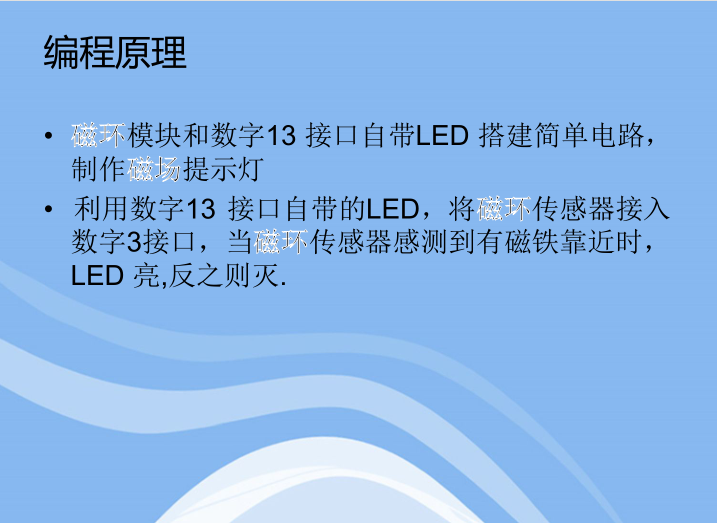 编程原理
• 磁环模块和数字13 接口自带LED 搭建简单电路，
制作磁场提示灯
• 利用数字13 接口自带的LED，将磁环传感器接入
数字3接口，当磁环传感器感测到有磁铁靠近时，
LED 亮,反之则灭.